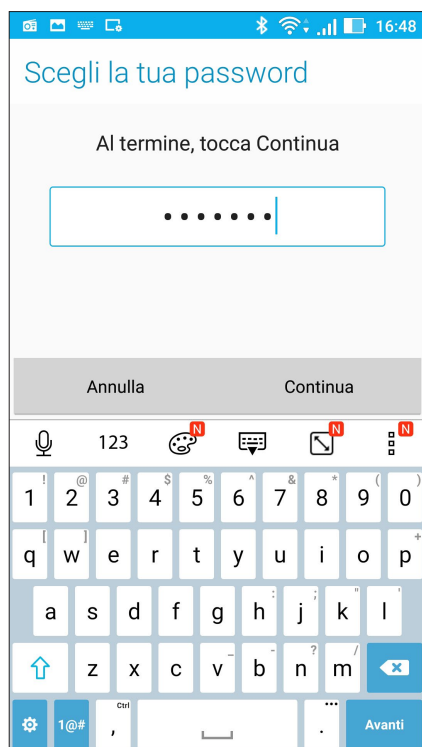 16:48
Scegli la tua password
Al termine, tocca Continua
•••••••
Annulla Continua
123 N N N
1 ! 2 @ 3 # 4 $ 5 % 6 ^ 7 & 8 * 9 ( 0 )
q [ w ] e r t y u i o p +
a s d f g h : j ; k " l '
z x c v _ b - n ? m /
1@# , Ctrl . ••• Avanti